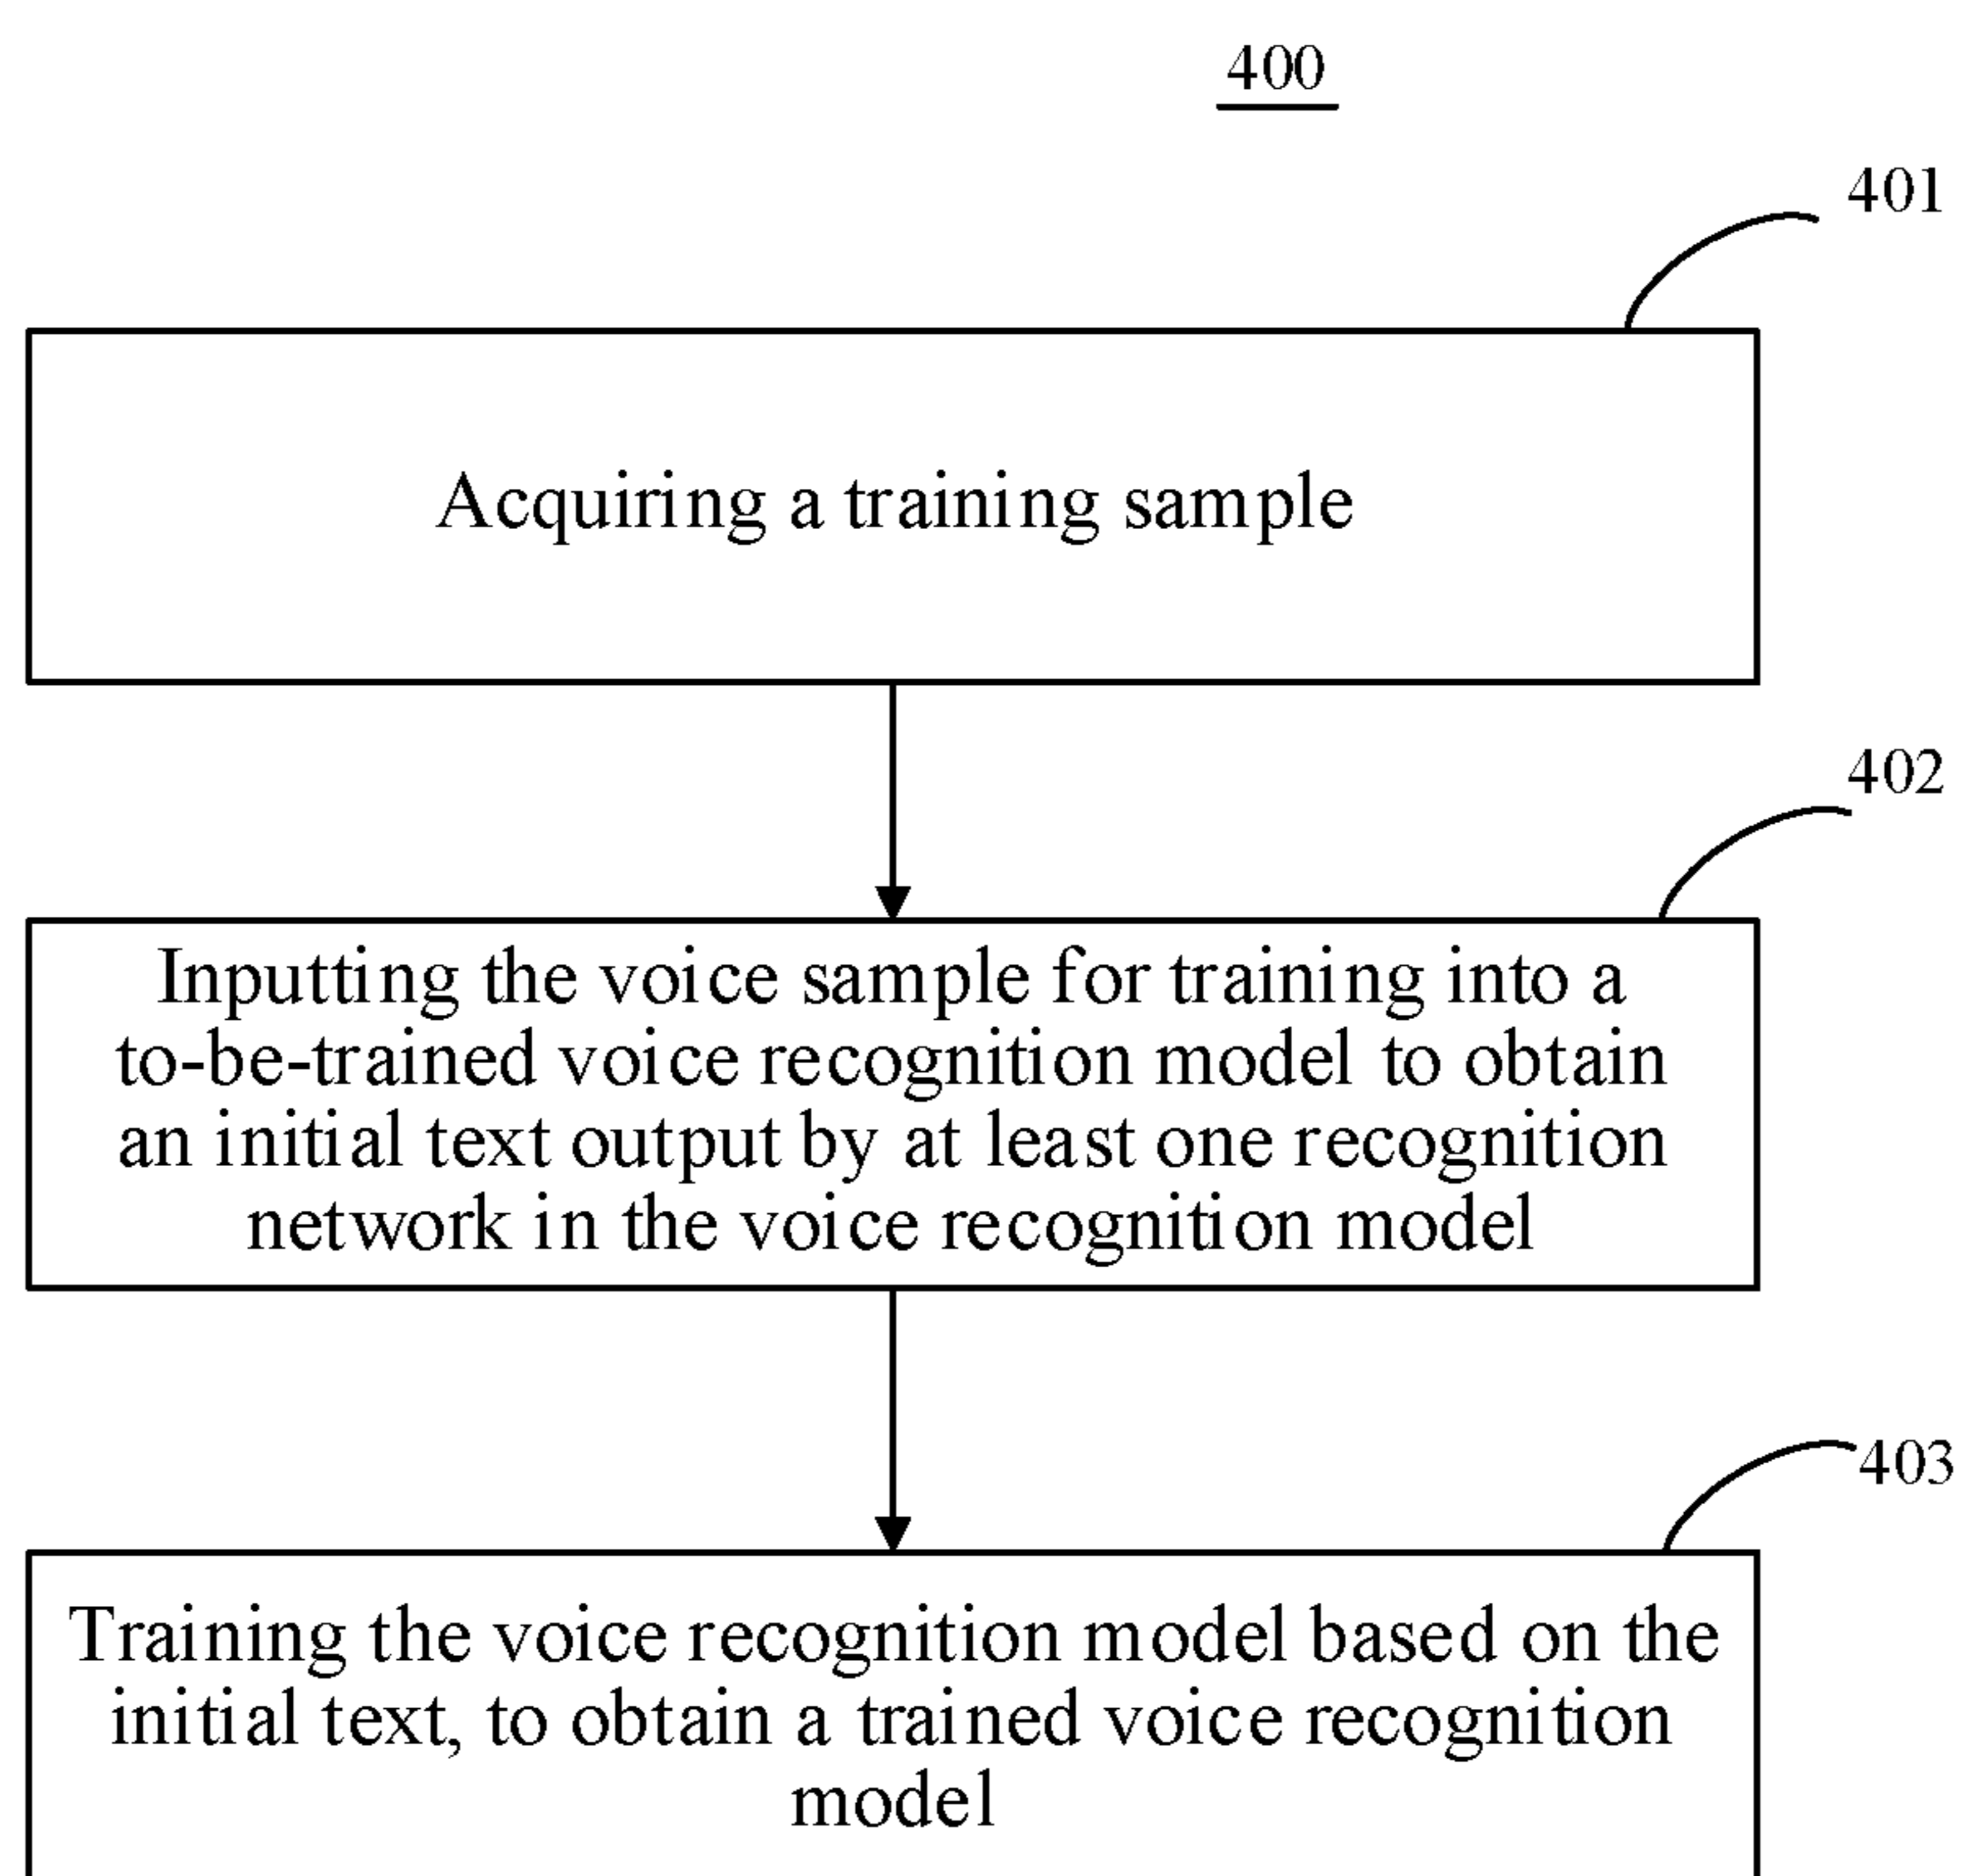 400
401
Acquiring a training sample
402
Inputting the voice sample for training into a
to-be-trained voice recognition model to obtain
an initial text output by at least one recognition
network in the voice recognition model
403
Training the voice recognition model based on the
initial text, to obtain a trained voice recognition
model